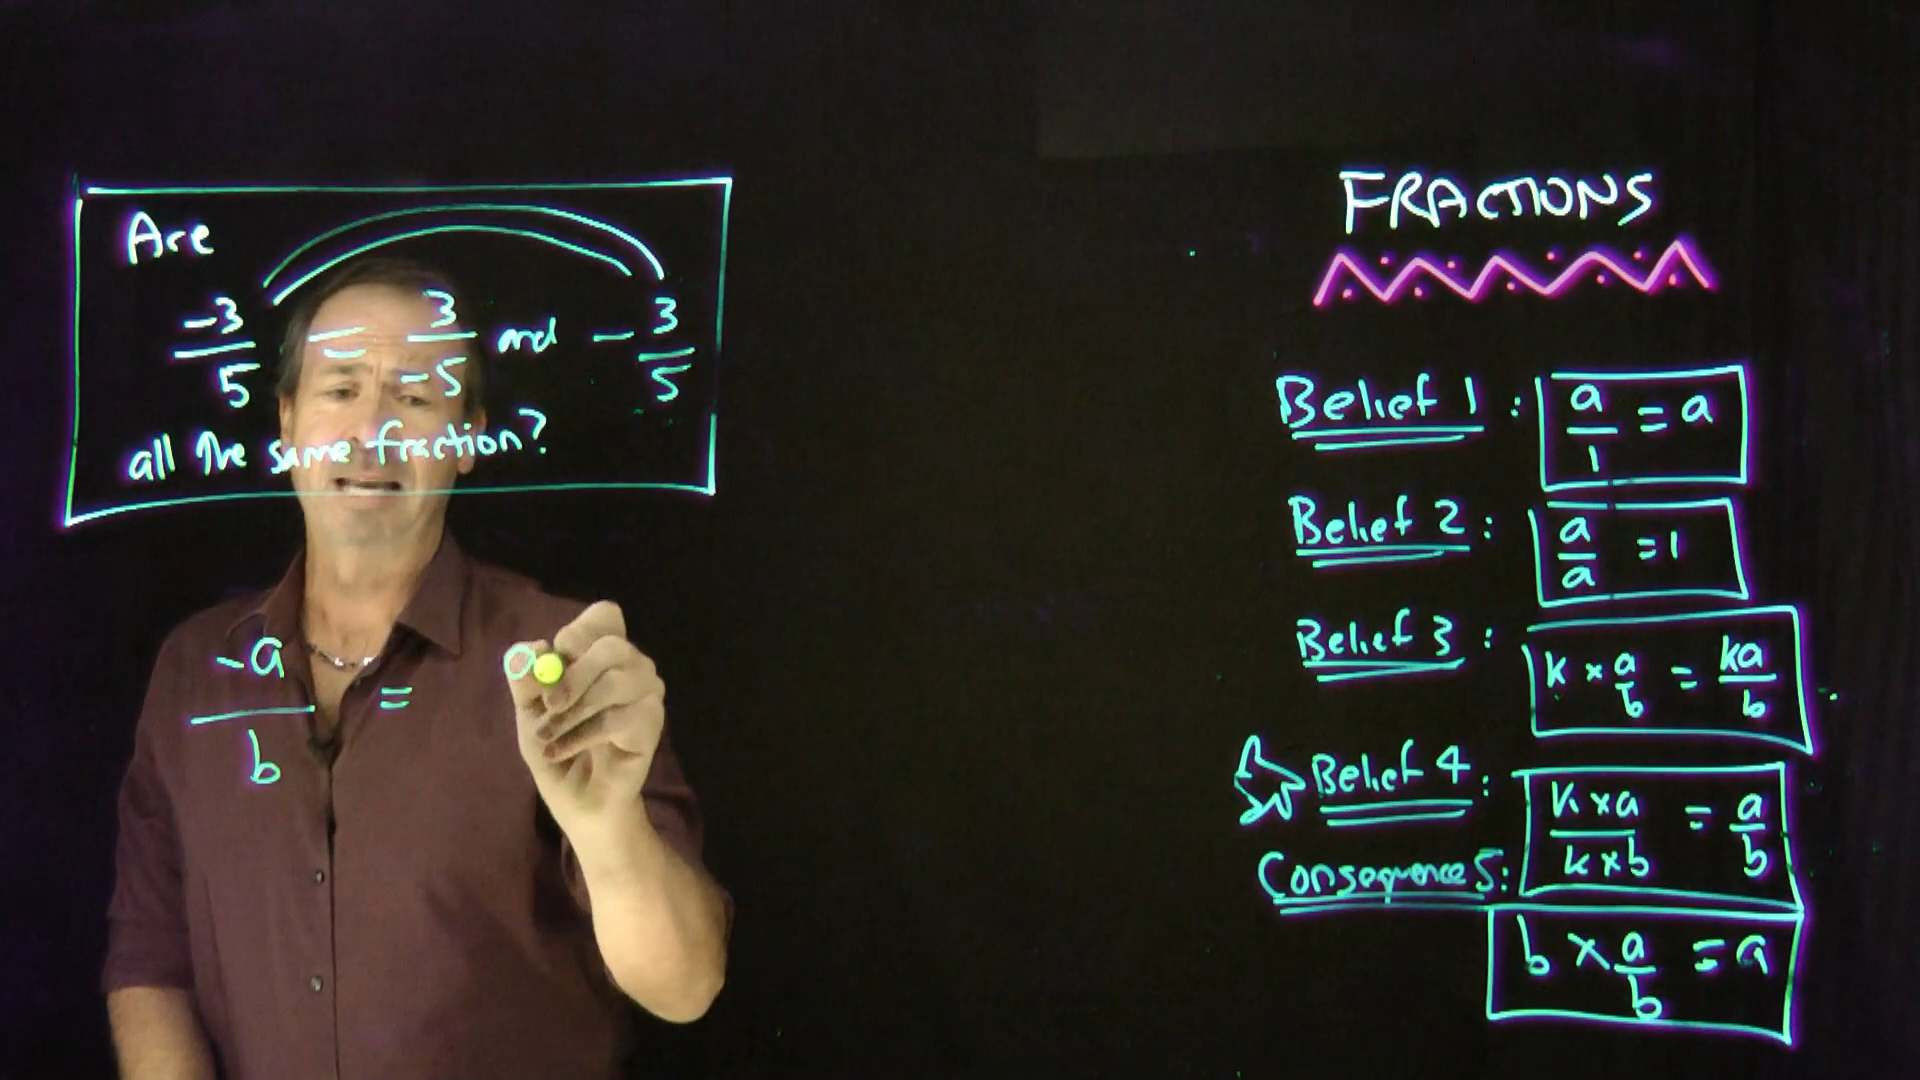 Are
-3/5 = 3/-5 and - 3/5
all the same fraction?
-a/b = a
FRACTIONS
Belief 1 : a/1 = a
Belief 2 : a/a = 1
Belief 3 : k × a/b = ka/b
Belief 4 : k × a/k × b = a/b
Consequence 5 :
b × a/b = a